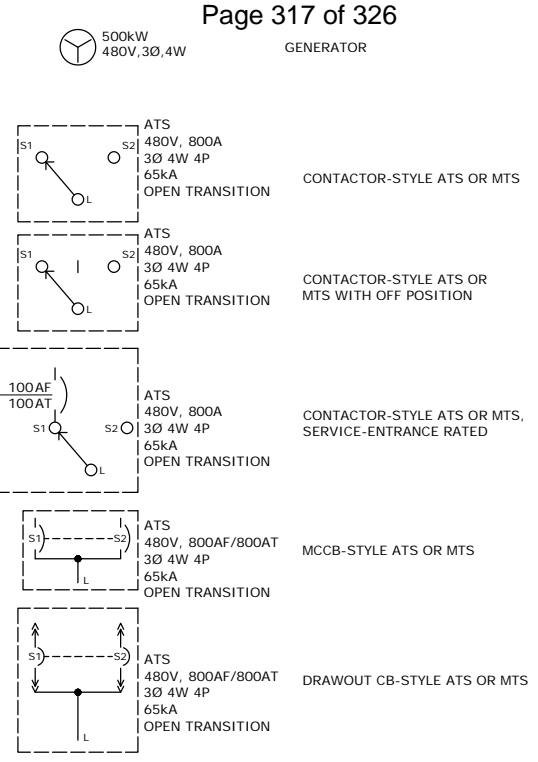 Page 317 of 326
500kW
480V,3Ø,4W
GENERATOR
ATS
480V, 800A
3Ø 4W 4P
65kA
OPEN TRANSITION
S1
S2
L
CONTACTOR-STYLE ATS OR MTS
ATS
480V, 800A
3Ø 4W 4P
65kA
OPEN TRANSITION
S1
S2
L
CONTACTOR-STYLE ATS OR
MTS WITH OFF POSITION
100AF
100AT
S1
S2
L
ATS
480V, 800A
3Ø 4W 4P
65kA
OPEN TRANSITION
CONTACTOR-STYLE ATS OR MTS,
SERVICE-ENTRANCE RATED
S1
S2
L
ATS
480V, 800AF/800AT
3Ø 4W 4P
65kA
OPEN TRANSITION
MCCB-STYLE ATS OR MTS
S1
S2
L
ATS
480V, 800AF/800AT
3Ø 4W 4P
65kA
OPEN TRANSITION
DRAWOUT CB-STYLE ATS OR MTS